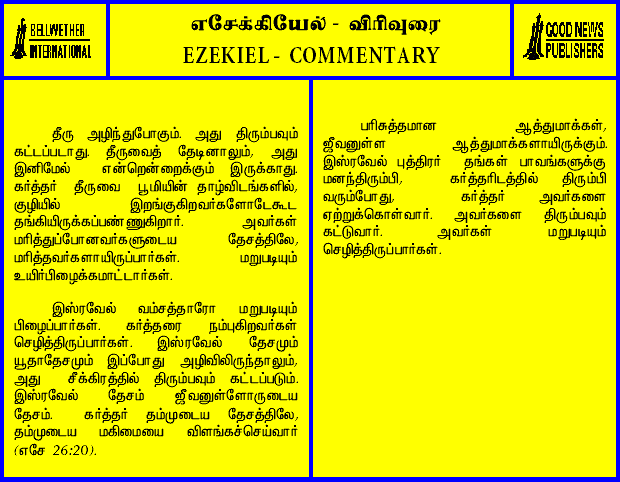 BELLWETHER
INTERNATIONAL
எசேக்கியேல் - விரிவுரை
EZEKIEL - COMMENTARY
GOOD NEWS
PUBLISHERS
தீரு அழிந்துபோகும். அது திரும்பவும்
கட்டப்படாது. தீருவைத் தேடினாலும், அது
இனிமேல் என்றென்றைக்கும் இருக்காது.
கர்த்தர் தீருவை பூமியின் தாழ்விடங்களில்,
குழியில் இறங்குகிறவர்களோடேகூட
தங்கியிருக்கப்பண்ணுகிறார். அவர்கள்
மரித்துப்போனவர்களுடைய தேசத்திலே,
மரித்தவர்களாயிருப்பார்கள். மறுபடியும்
உயிர்பிழைக்கமாட்டார்கள்.
இஸ்ரவேல் வம்சத்தாரோ மறுபடியும்
பிழைப்பார்கள். கர்த்தரை நம்புகிறவர்கள்
செழித்திருப்பார்கள். இஸ்ரவேல் தேசமும்
யூதாதேசமும் இப்போது அழிவிலிருந்தாலும்,
அது சீக்கிரத்தில் திரும்பவும் கட்டப்படும்.
இஸ்ரவேல் தேசம் ஜீவனுள்ளோருடைய
தேசம். கர்த்தர் தம்முடைய தேசத்திலே,
தம்முடைய மகிமையை விளங்கச்செய்வார்
(எசே 26:20).
பரிசுத்தமான ஆத்துமாக்கள்,
ஜீவனுள்ள ஆத்துமாக்களாயிருக்கும்.
இஸ்ரவேல் புத்திரர் தங்கள் பாவங்களுக்கு
மனந்திரும்பி, கர்த்தரிடத்தில் திரும்பி
வரும்போது, கர்த்தர் அவர்களை
ஏற்றுக்கொள்வார். அவர்களை திரும்பவும்
கட்டுவார். அவர்கள் மறுபடியும்
செழித்திருப்பார்கள்.